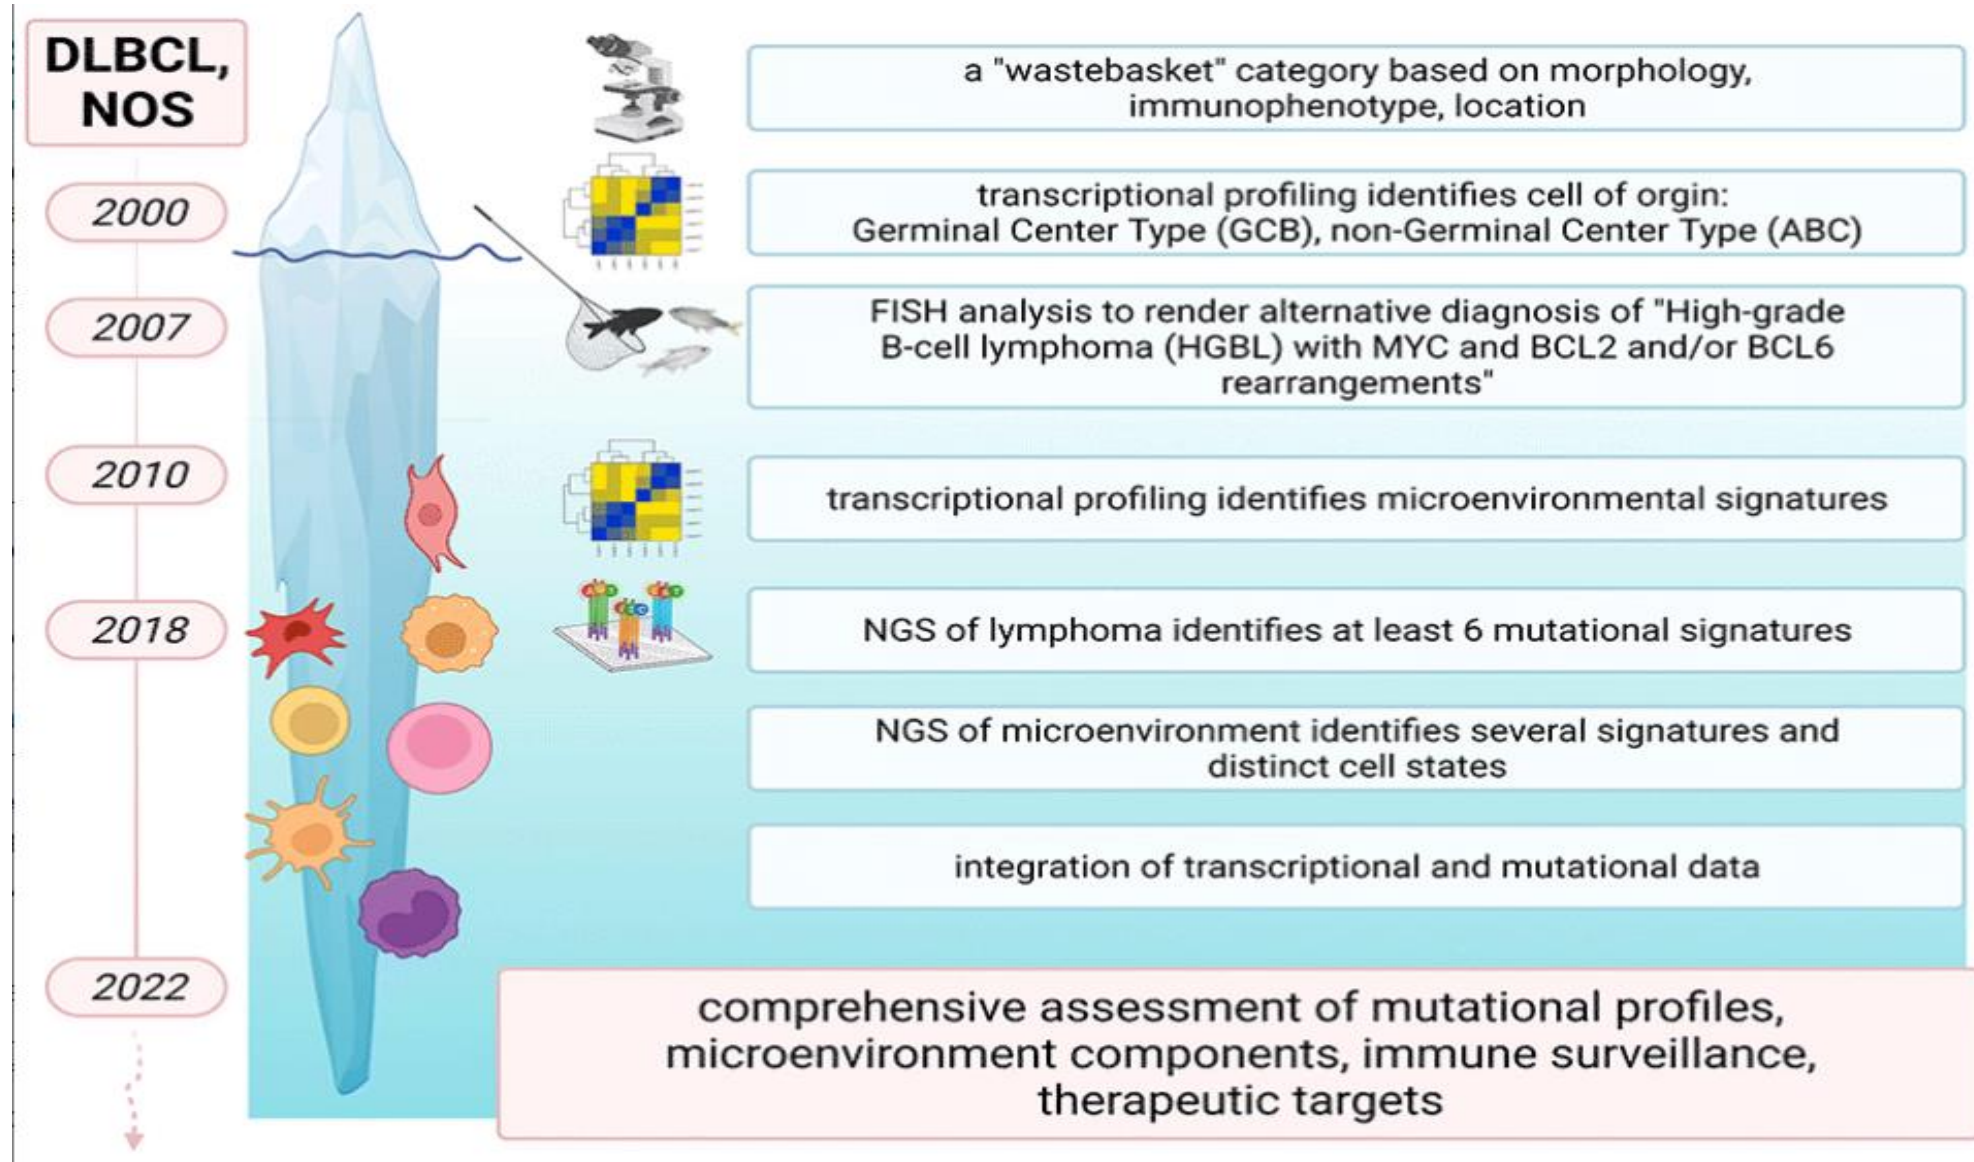 DLBCL,
NOS
a "wastebasket" category based on morphology,
immunophenotype, location
2000
transcriptional profiling identifies cell of orgin:
Germinal Center Type (GCB), non-Germinal Center Type (ABC)
2007
FISH analysis to render alternative diagnosis of "High-grade
B-cell lymphoma (HGBL) with MYC and BCL2 and/or BCL6
rearrangements"
2010
transcriptional profiling identifies microenvironmental signatures
2018
NGS of lymphoma identifies at least 6 mutational signatures
NGS of microenvironment identifies several signatures and
distinct cell states
integration of transcriptional and mutational data
2022
comprehensive assessment of mutational profiles,
microenvironment components, immune surveillance,
therapeutic targets